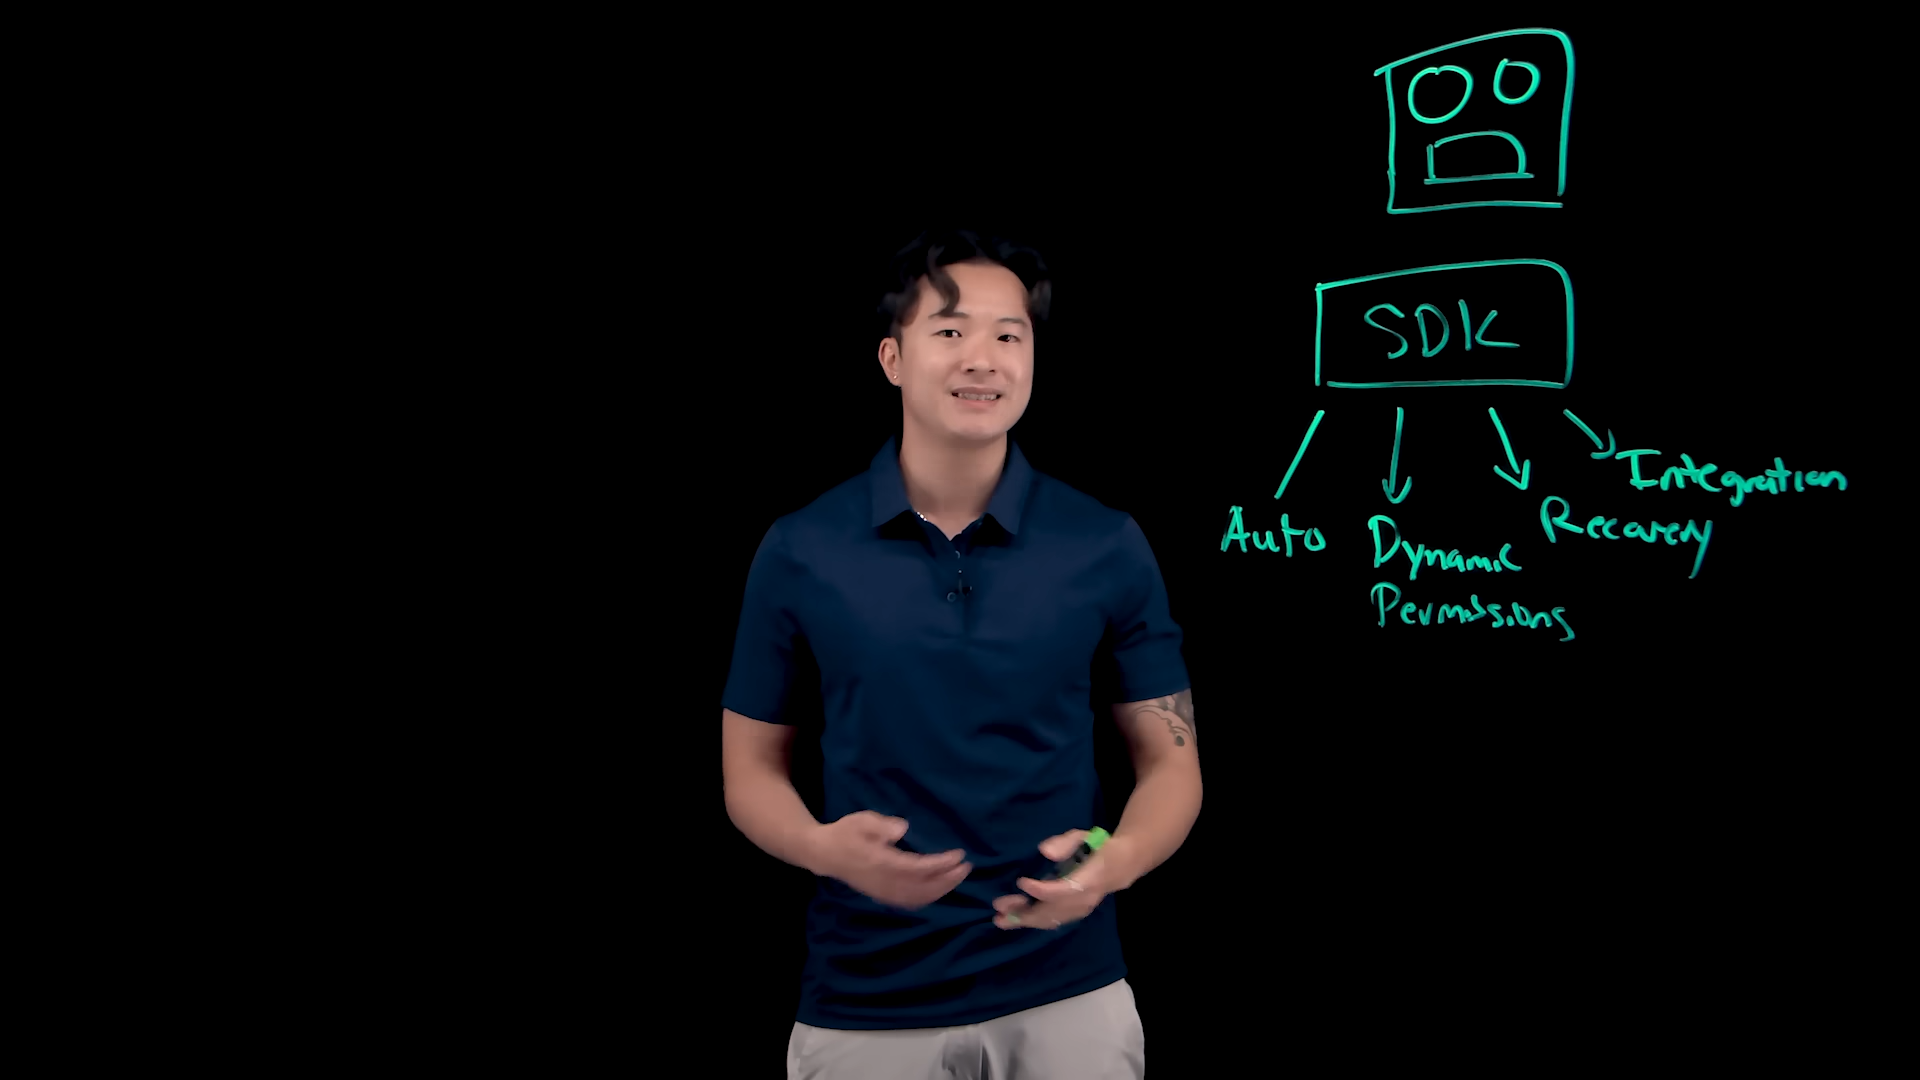 SDK
Auto
Dynamic
Permissions
Recovery
Integration